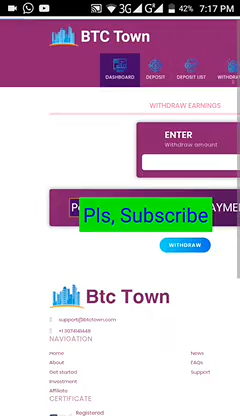 3G 42% 7:17 PM
BTC Town
DASHBOARD DEPOSIT DEPOSIT LIST WITHDRAW
WITHDRAW EARNINGS
ENTER
Withdraw amount
Pls, Subscribe
WITHDRAW
Btc Town
support@btctown.com
NAVIGATION
Home News
About FAQs
Get started Support
Investment
Affiliate
CERTIFICATE
Registered